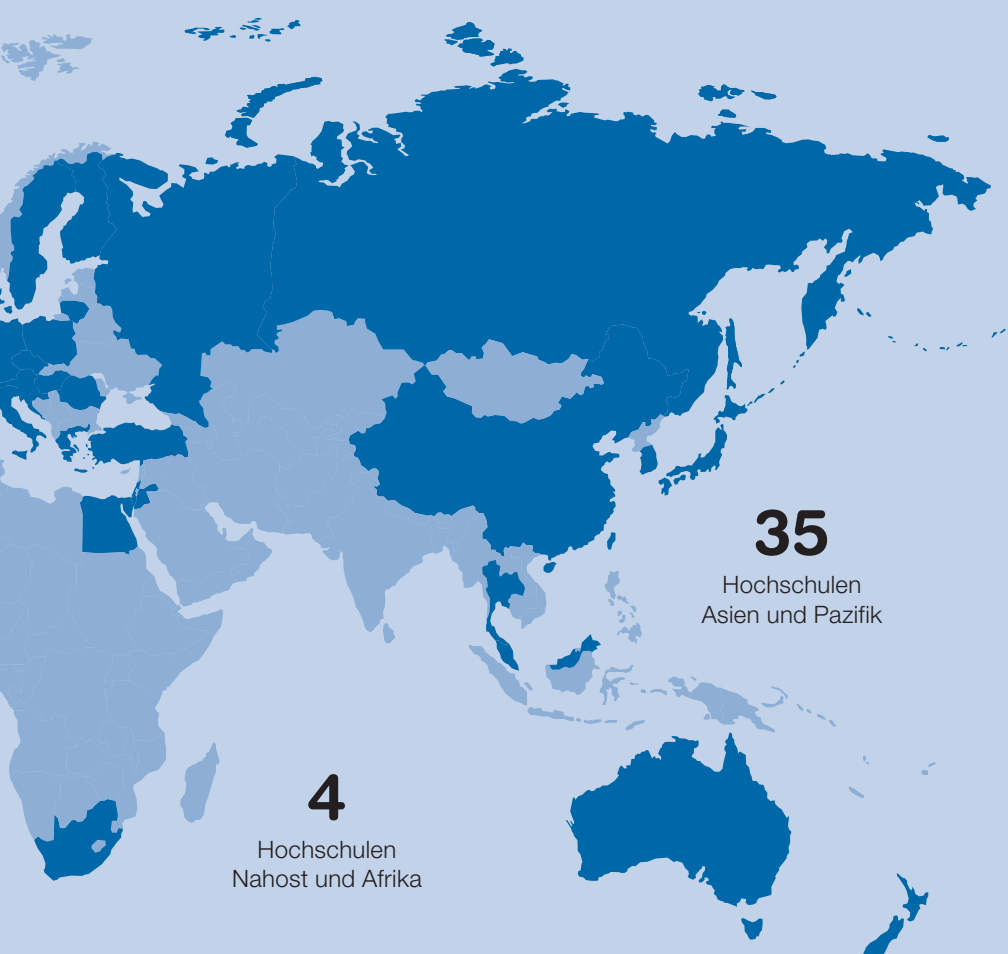 35
Hochschulen
Asien und Pazifik
4
Hochschulen
Nahost und Afrika